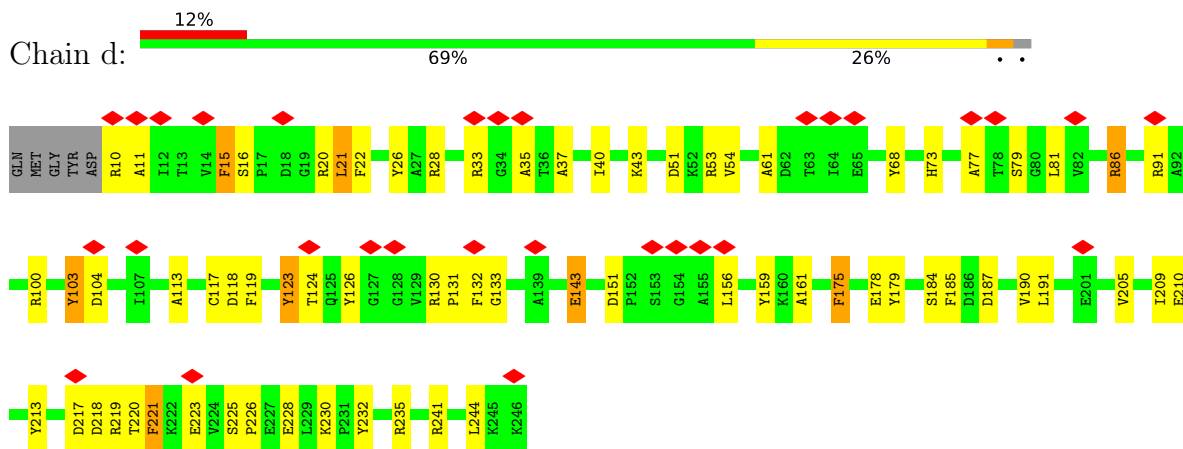 12%
Chain d:
69% 26% • •
GLN MET GLY TYR ASP R10 A11 I12 T13 V14 F15 S16 P17 D18 G19 R20 L21 F22 Y26 A27 R28 R33 G34 A35 T36 A37 I40 K43 D51 K52 R53 V54 A61 D62 T63 I64 E65 Y68 H73 A77 T78 S79 G80 L81 V82 R86 R91 A92
R100 Y103 D104 I107 A113 C117 D118 F119 Y123 T124 Q125 Y126 G127 G128 V129 R130 P131 F132 G133 A139 E143 D151 P152 S153 G154 A155 L156 Y159 K160 A161 F175 E178 Y179 S184 F185 D186 D187 V190 L191 E201 V205 I209 E210
Y213 D217 D218 R219 T220 F221 K222 E223 V224 S225 P226 E227 E228 L229 K230 P231 Y232 R235 R241 L244 K245 K246